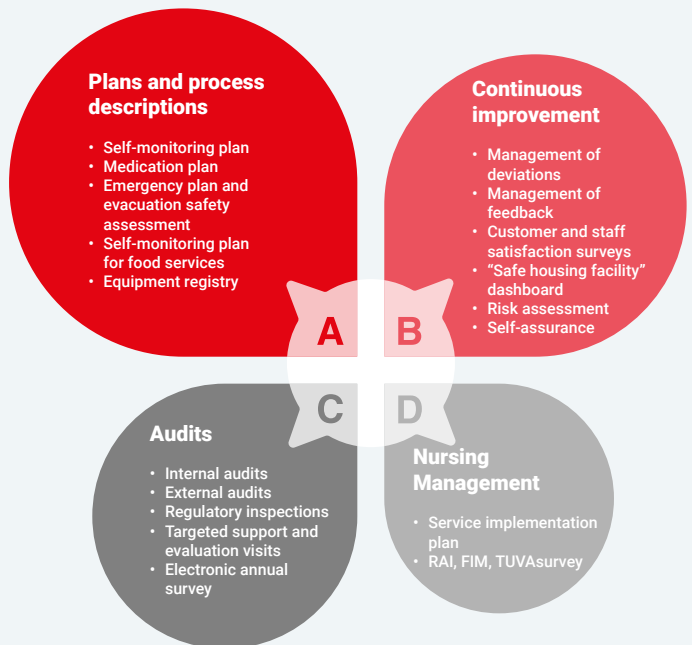 Plans and process
descriptions
• Self-monitoring plan
• Medication plan
• Emergency plan and
evacuation safety
assessment
• Self-monitoring plan
for food services
• Equipment registry
A
Continuous
improvement
• Management of
deviations
• Management of
feedback
• Customer and staff
satisfaction surveys
• “Safe housing facility”
dashboard
• Risk assessment
• Self-assurance
B
C
Audits
• Internal audits
• External audits
• Regulatory inspections
• Targeted support and
evaluation visits
• Electronic annual
survey
D
Nursing
Management
• Service implementation
plan
• RAI, FIM, TUVAsurvey